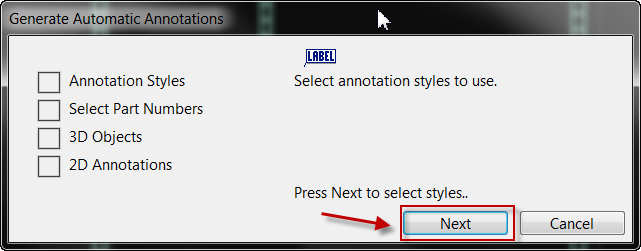 Generate Automatic Annotations
LABEL
Annotation Styles
Select annotation styles to use.
Select Part Numbers
3D Objects
2D Annotations
Press Next to select styles..
Next
Cancel